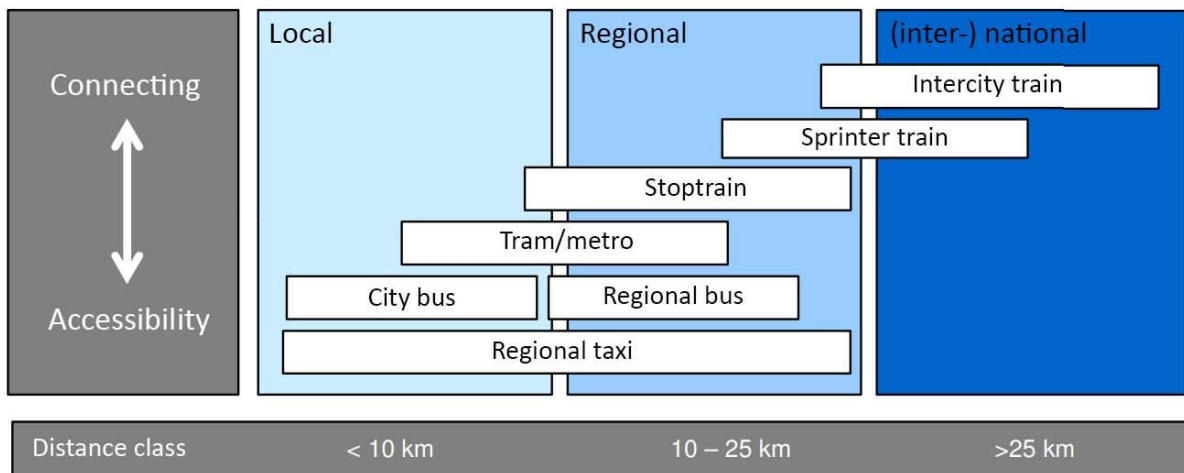 Local
Regional
(inter-) national
Connecting
Accessibility
Intercity train
Sprinter train
Stoptrain
Tram/metro
City bus
Regional bus
Regional taxi
Distance class
< 10 km
10 – 25 km
>25 km